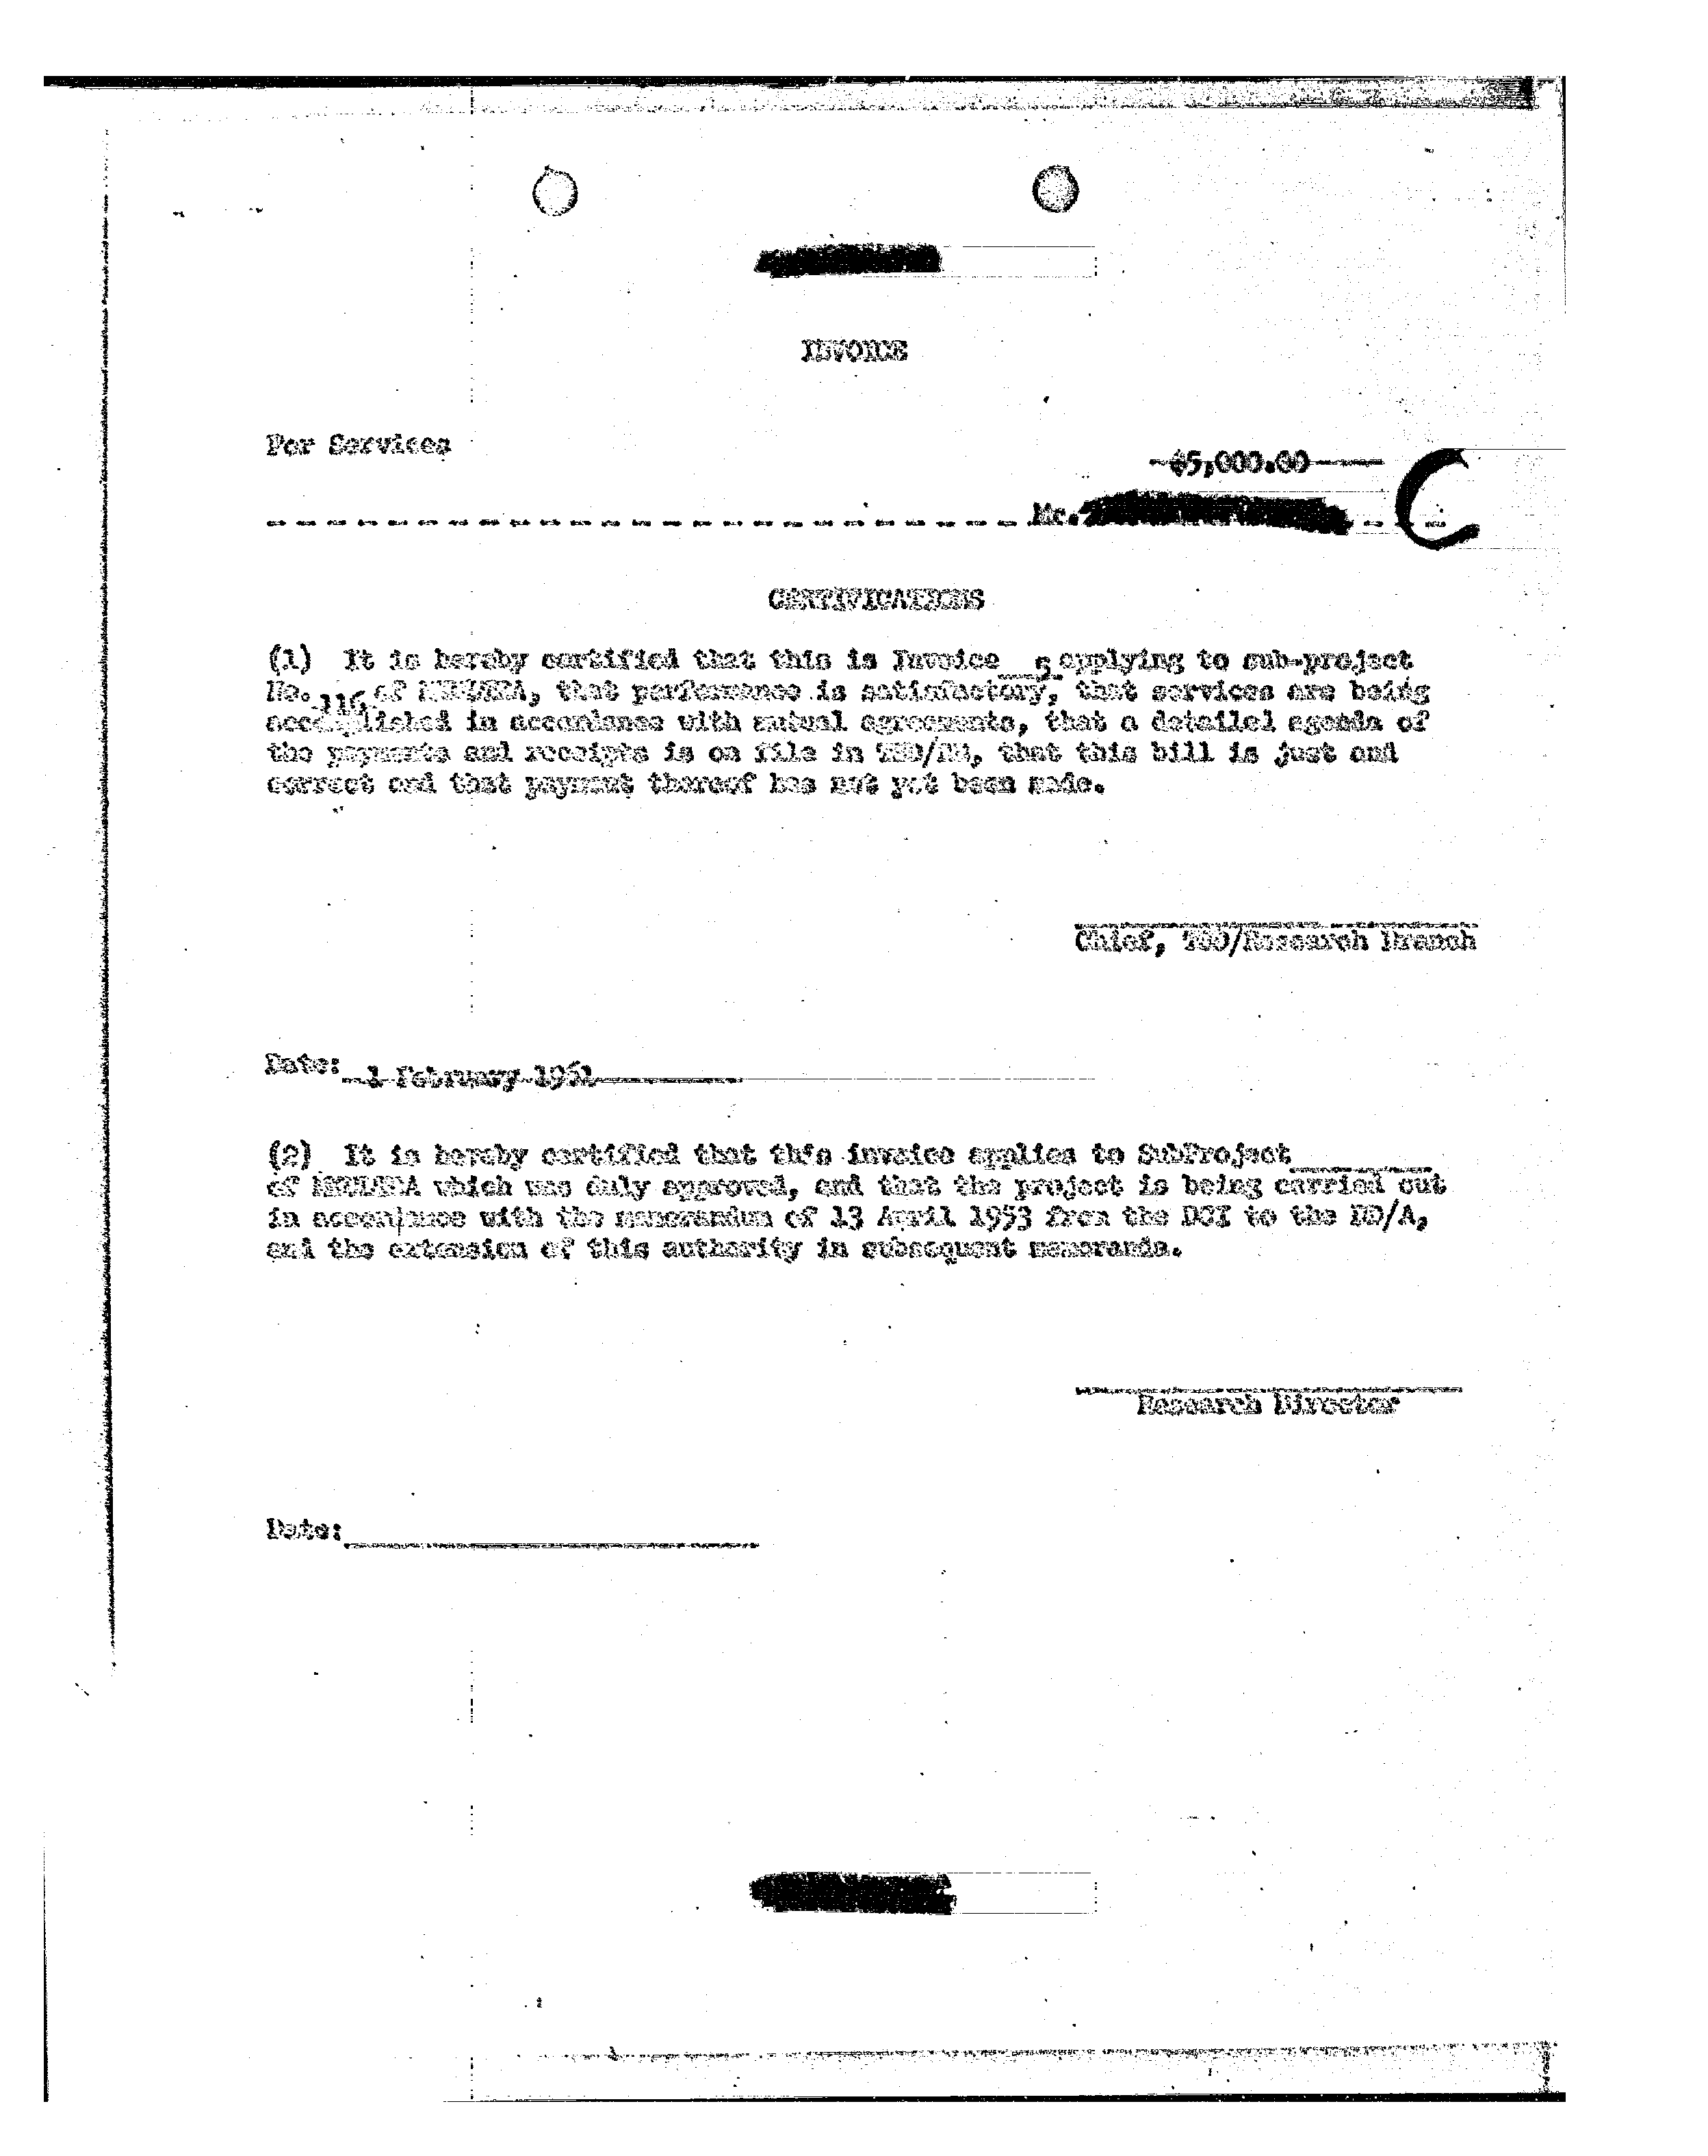 INVOICE
For Services
$5,000.00
Mr.
C
CERTIFICATIONS
(1) It is hereby certified that this is Invoice 5 applying to sub-project
No. 116 of MKULTRA, that performance is satisfactory, that services are being
accomplished in accordance with mutual agreements, that a detailed agenda of
the payments and receipts is on file in TSD/RB, that this bill is just and
correct and that payment thereof has not yet been made.
Chief, TSD/Research Branch
Date: 1 February 1961
(2) It is hereby certified that this invoice applies to SubProject
of MKULTRA which was duly approved, and that the project is being carried out
in accordance with the memorandum of 13 April 1953 from the DCI to the DD/A,
and the extension of this authority in subsequent memoranda.
Research Director
Date: